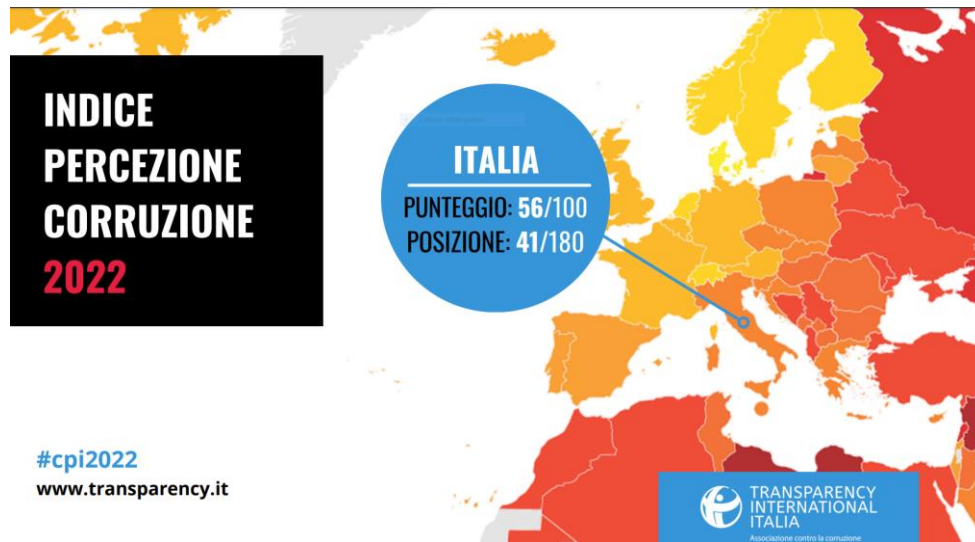 INDICE
PERCEZIONE
CORRUZIONE
2022
ITALIA
PUNTEGGIO: 56/100
POSIZIONE: 41/180
#cpi2022
www.transparency.it
TRANSPARENCY
INTERNATIONAL
ITALIA
Associazione contro la corruzione